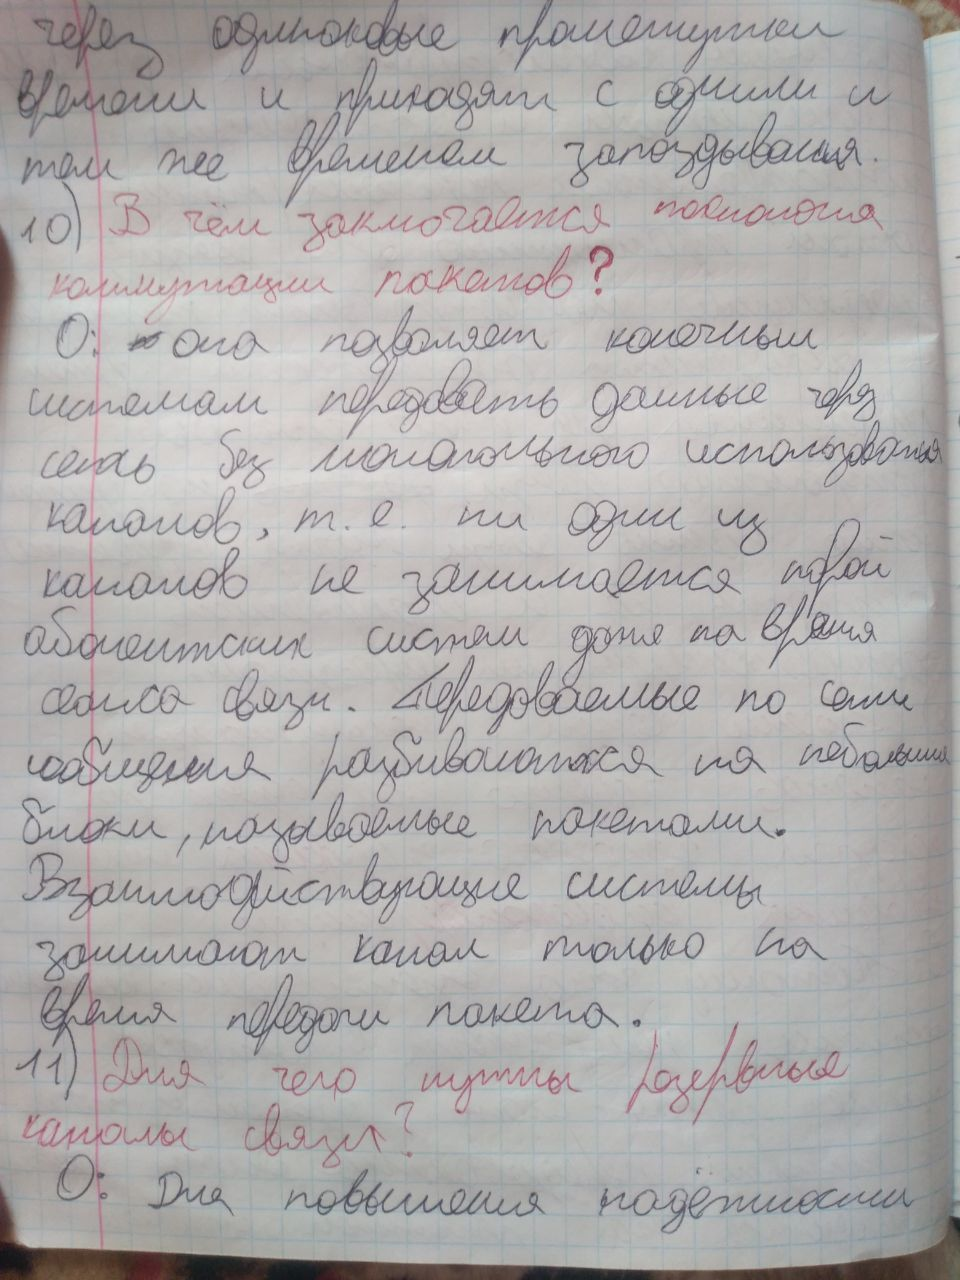 через одинаковые промежутки
времени и приходят с одним и
тем же временем запаздывания.
10) В чём заключается технология
коммутации пакетов?
О: она позволяет конечным
системам передавать данные через
сеть без монопольного использования
каналов, т.е. ни один из
каналов не занимается парой
абонентских систем даже на время
сеанса связи. Передаваемые по сети
сообщения разбиваются на небольшие
блоки, называемые пакетами.
Взаимодействующие системы
занимают канал только на
время передачи пакета.
11) Для чего нужны резервные
каналы связи?
О: Для повышения надёжности